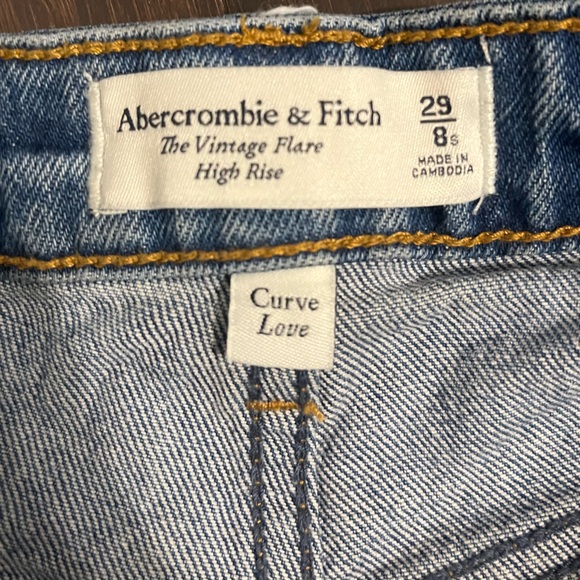 Abercrombie & Fitch
The Vintage Flare
High Rise
29
8s
MADE IN
CAMBODIA
Curve
Love